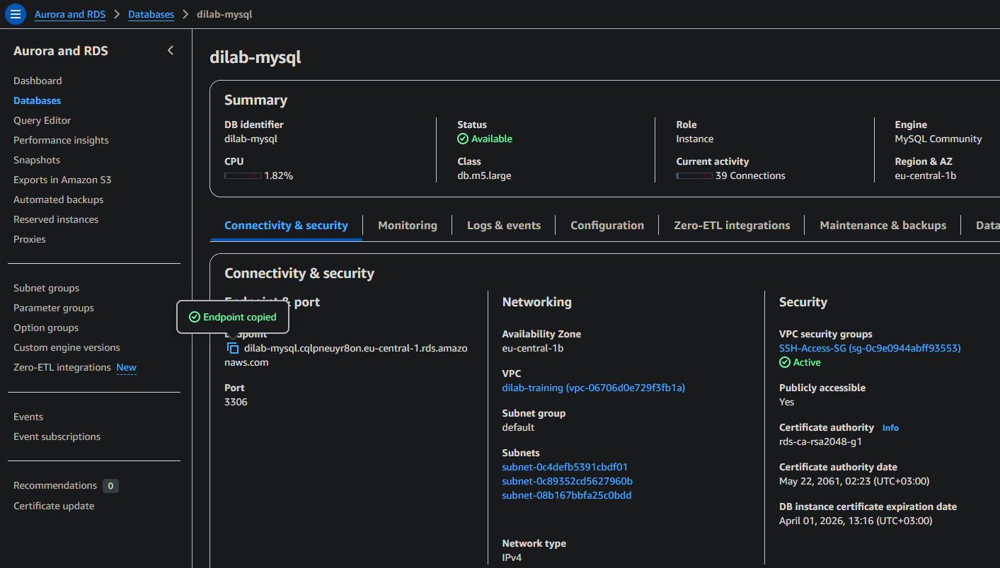 Aurora and RDS > Databases > dilab-mysql
Aurora and RDS
Dashboard
Databases
Query Editor
Performance insights
Snapshots
Exports in Amazon S3
Automated backups
Reserved instances
Proxies
Subnet groups
Parameter groups
Option groups
Custom engine versions
Zero-ETL integrations New
Events
Event subscriptions
Recommendations 0
Certificate update
dilab-mysql
Summary
DB identifier
dilab-mysql
CPU
1.82%
Status
Available
Class
db.m5.large
Role
Instance
Current activity
39 Connections
Engine
MySQL Community
Region & AZ
eu-central-1b
Connectivity & security
Monitoring
Logs & events
Configuration
Zero-ETL integrations
Maintenance & backups
Data
Connectivity & security
Endpoint & port
Endpoint copied
Endpoint
dilab-mysql.cqlpneuyr8on.eu-central-1.rds.amazo
naws.com
Port
3306
Networking
Availability Zone
eu-central-1b
VPC
dilab-training (vpc-06706d0e729f3fb1a)
Subnet group
default
Subnets
subnet-0c4defb5391cbdf01
subnet-0c89352cd5627960b
subnet-08b167bbfa25c0bdd
Network type
IPv4
Security
VPC security groups
SSH-Access-SG (sg-0c9e0944abff93553)
Active
Publicly accessible
Yes
Certificate authority Info
rds-ca-rsa2048-g1
Certificate authority date
May 22, 2061, 02:23 (UTC+03:00)
DB instance certificate expiration date
April 01, 2026, 13:16 (UTC+03:00)